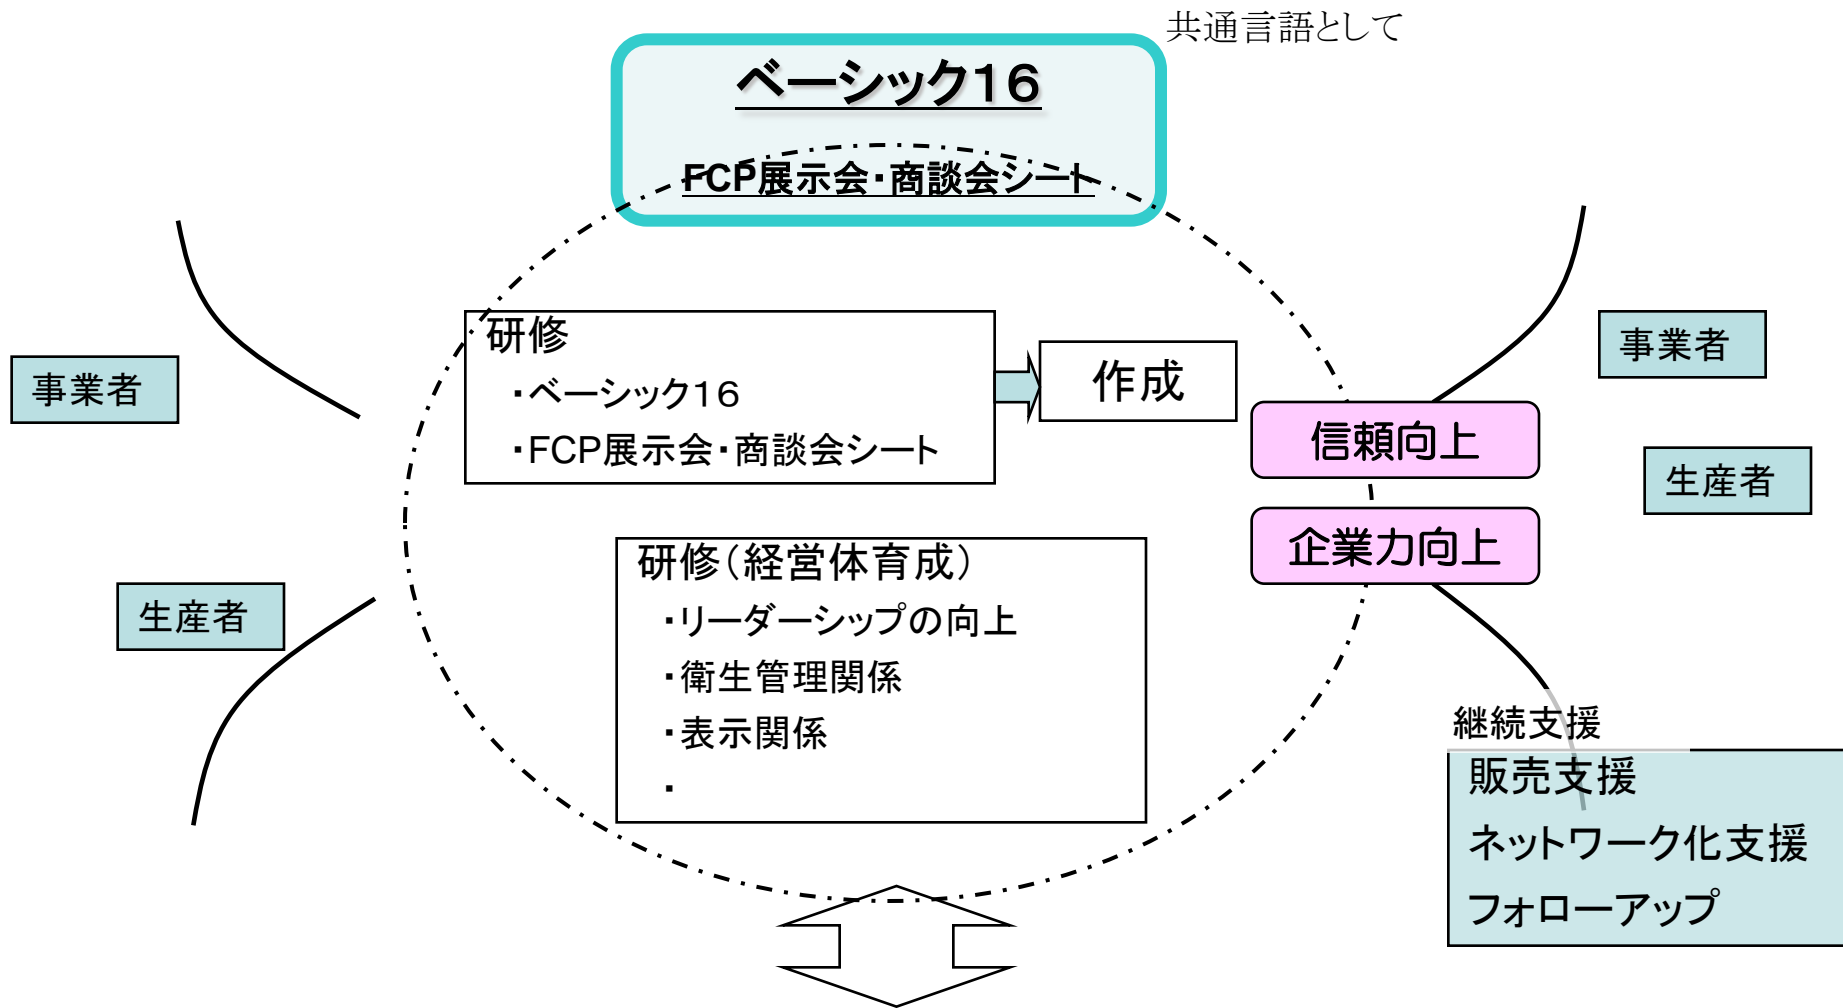 共通言語として
ベーシック１６
FCP展示会・商談会シート
研修
・ベーシック１６
・FCP展示会・商談会シート
作成
事業者
生産者
信頼向上
企業力向上
事業者
生産者
研修（経営体育成）
・リーダーシップの向上
・衛生管理関係
・表示関係
・
継続支援
販売支援
ネットワーク化支援
フォローアップ